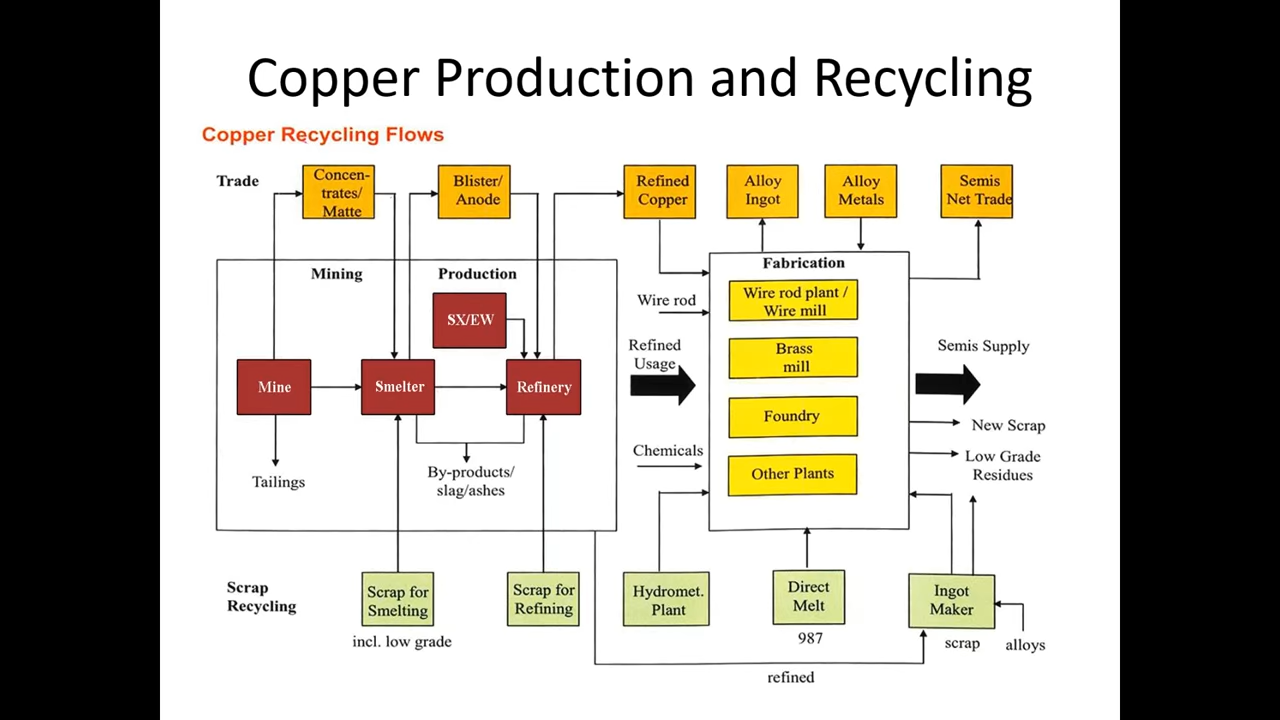 Copper Production and Recycling
Copper Recycling Flows
Trade
Concen-
trates/
Matte
Blister/
Anode
Refined
Copper
Alloy
Ingot
Alloy
Metals
Semis
Net Trade
Mining
Production
Fabrication
SX/EW
Wire rod
Wire rod plant /
Wire mill
Refined
Usage
Brass
mill
Semis Supply
Mine
Smelter
Refinery
Foundry
New Scrap
Chemicals
Low Grade
Residues
Tailings
By-products/
slag/ashes
Other Plants
Scrap
Recycling
Scrap for
Smelting
incl. low grade
Scrap for
Refining
Hydromet.
Plant
Direct
Melt
987
Ingot
Maker
scrap
alloys
refined